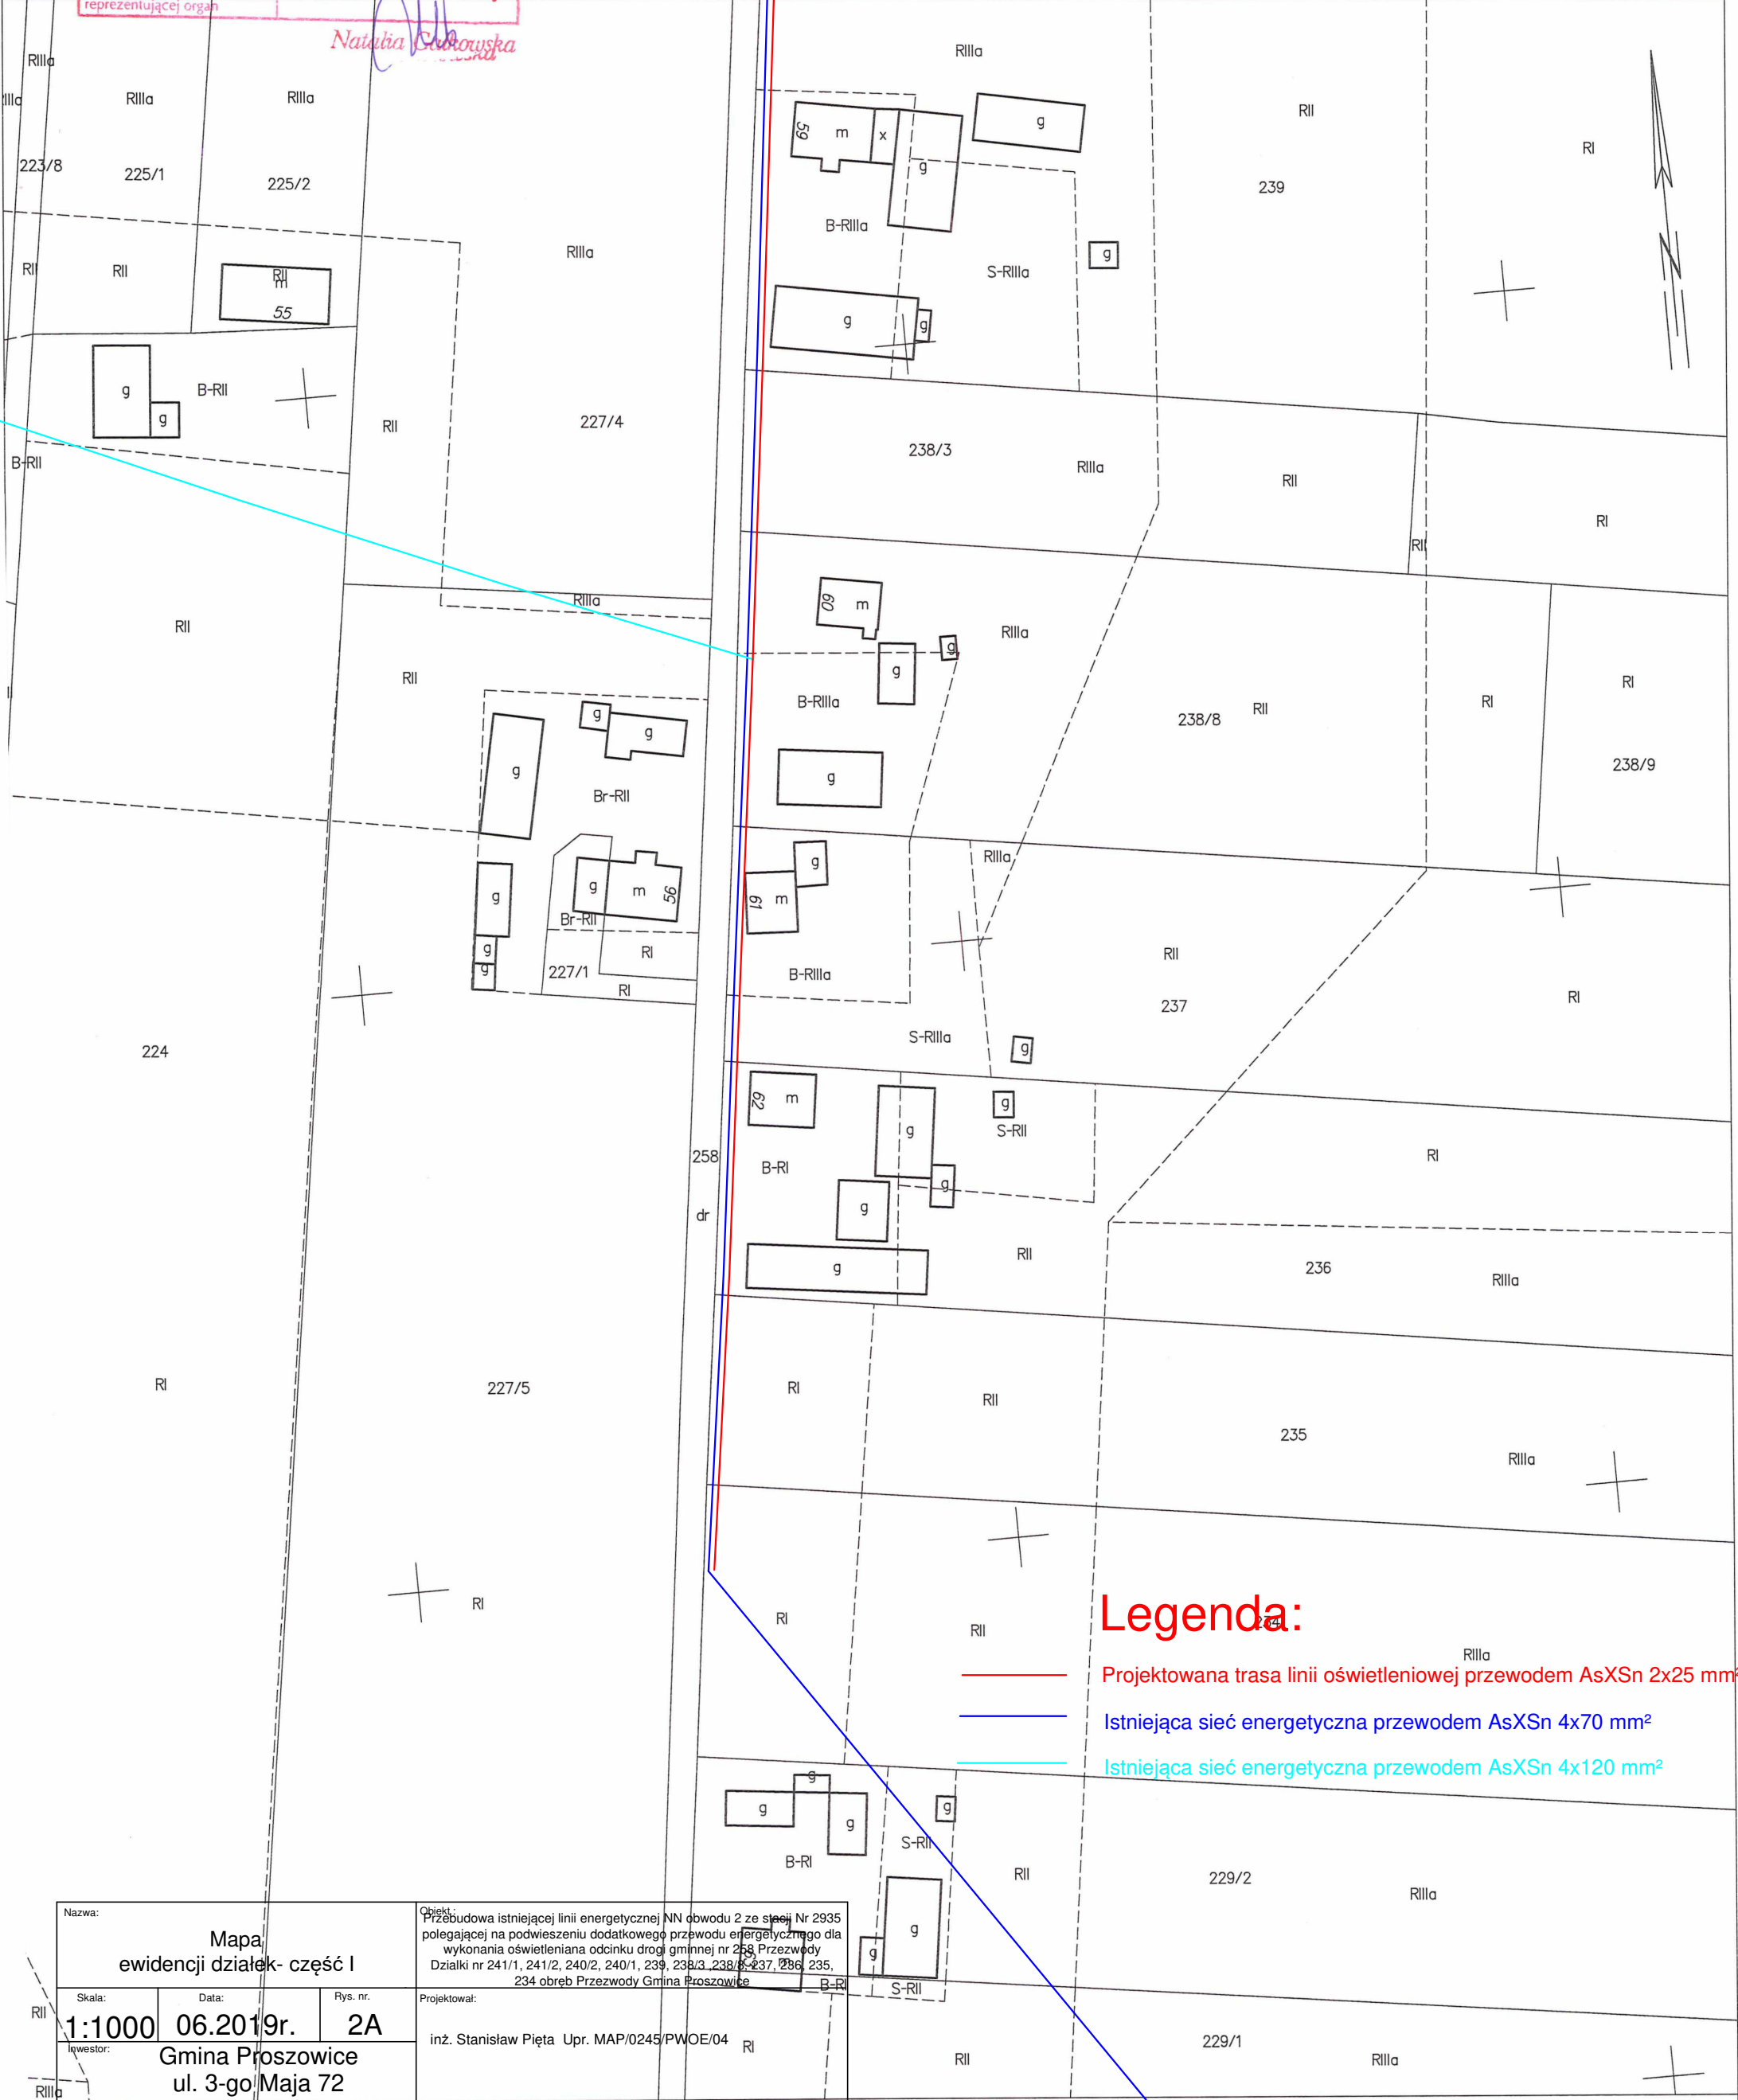 reprezentującej organ
Natalia
RIIIa
RIIIa
RIIIa
RIIIa
223/8
225/1
225/2
RIIIa
59
m
x
g
g
RII
RI
239
B-RIIIa
RIIIa
S-RIIIa
g
RII
RII
RII
m
55
g
g
g
g
B-RII
RII
227/4
B-RII
238/3
RIIIa
RII
RI
RII
RIIIa
60
m
g
RIIIa
RII
RII
g
B-RIIIa
238/8
RII
RI
RI
g
g
g
g
238/9
Br-RII
g
RIIIa
g
g
m
56
61
m
Br-RII
RI
g
g
227/1
RI
B-RIIIa
RII
RI
237
224
S-RIIIa
g
62
m
g
g
S-RII
258
B-RI
RI
g
g
dr
RII
g
236
RIIIa
RI
227/5
RI
RII
235
RIIIa
RI
RI
RII
234
RIIIa
Legenda:
Projektowana trasa linii oświetleniowej przewodem AsXSn 2x25 mm²
Istniejąca sieć energetyczna przewodem AsXSn 4x70 mm²
Istniejąca sieć energetyczna przewodem AsXSn 4x120 mm²
g
g
g
g
S-RII
B-RI
RII
229/2
RIIIa
g
g
63
m
B-RI
S-RII
229/1
RI
RII
RIIIa
RII
RIIIa
Nazwa:
Mapa
ewidencji działek- część I
Skala:
1:1000
Data:
06.2019r.
Rys. nr.
2A
Inwestor:
Gmina Proszowice
ul. 3-go Maja 72
Obiekt.:
Przebudowa istniejącej linii energetycznej NN obwodu 2 ze stacji Nr 2935
polegającej na podwieszeniu dodatkowego przewodu energetycznego dla
wykonania oświetleniana odcinku drogi gminnej nr 258 Przezwody
Dzialki nr 241/1, 241/2, 240/2, 240/1, 239, 238/3 ,238/8, 237, 236, 235,
234 obręb Przezwody Gmina Proszowice
Projektował:
inż. Stanisław Pięta Upr. MAP/0245/PWOE/04